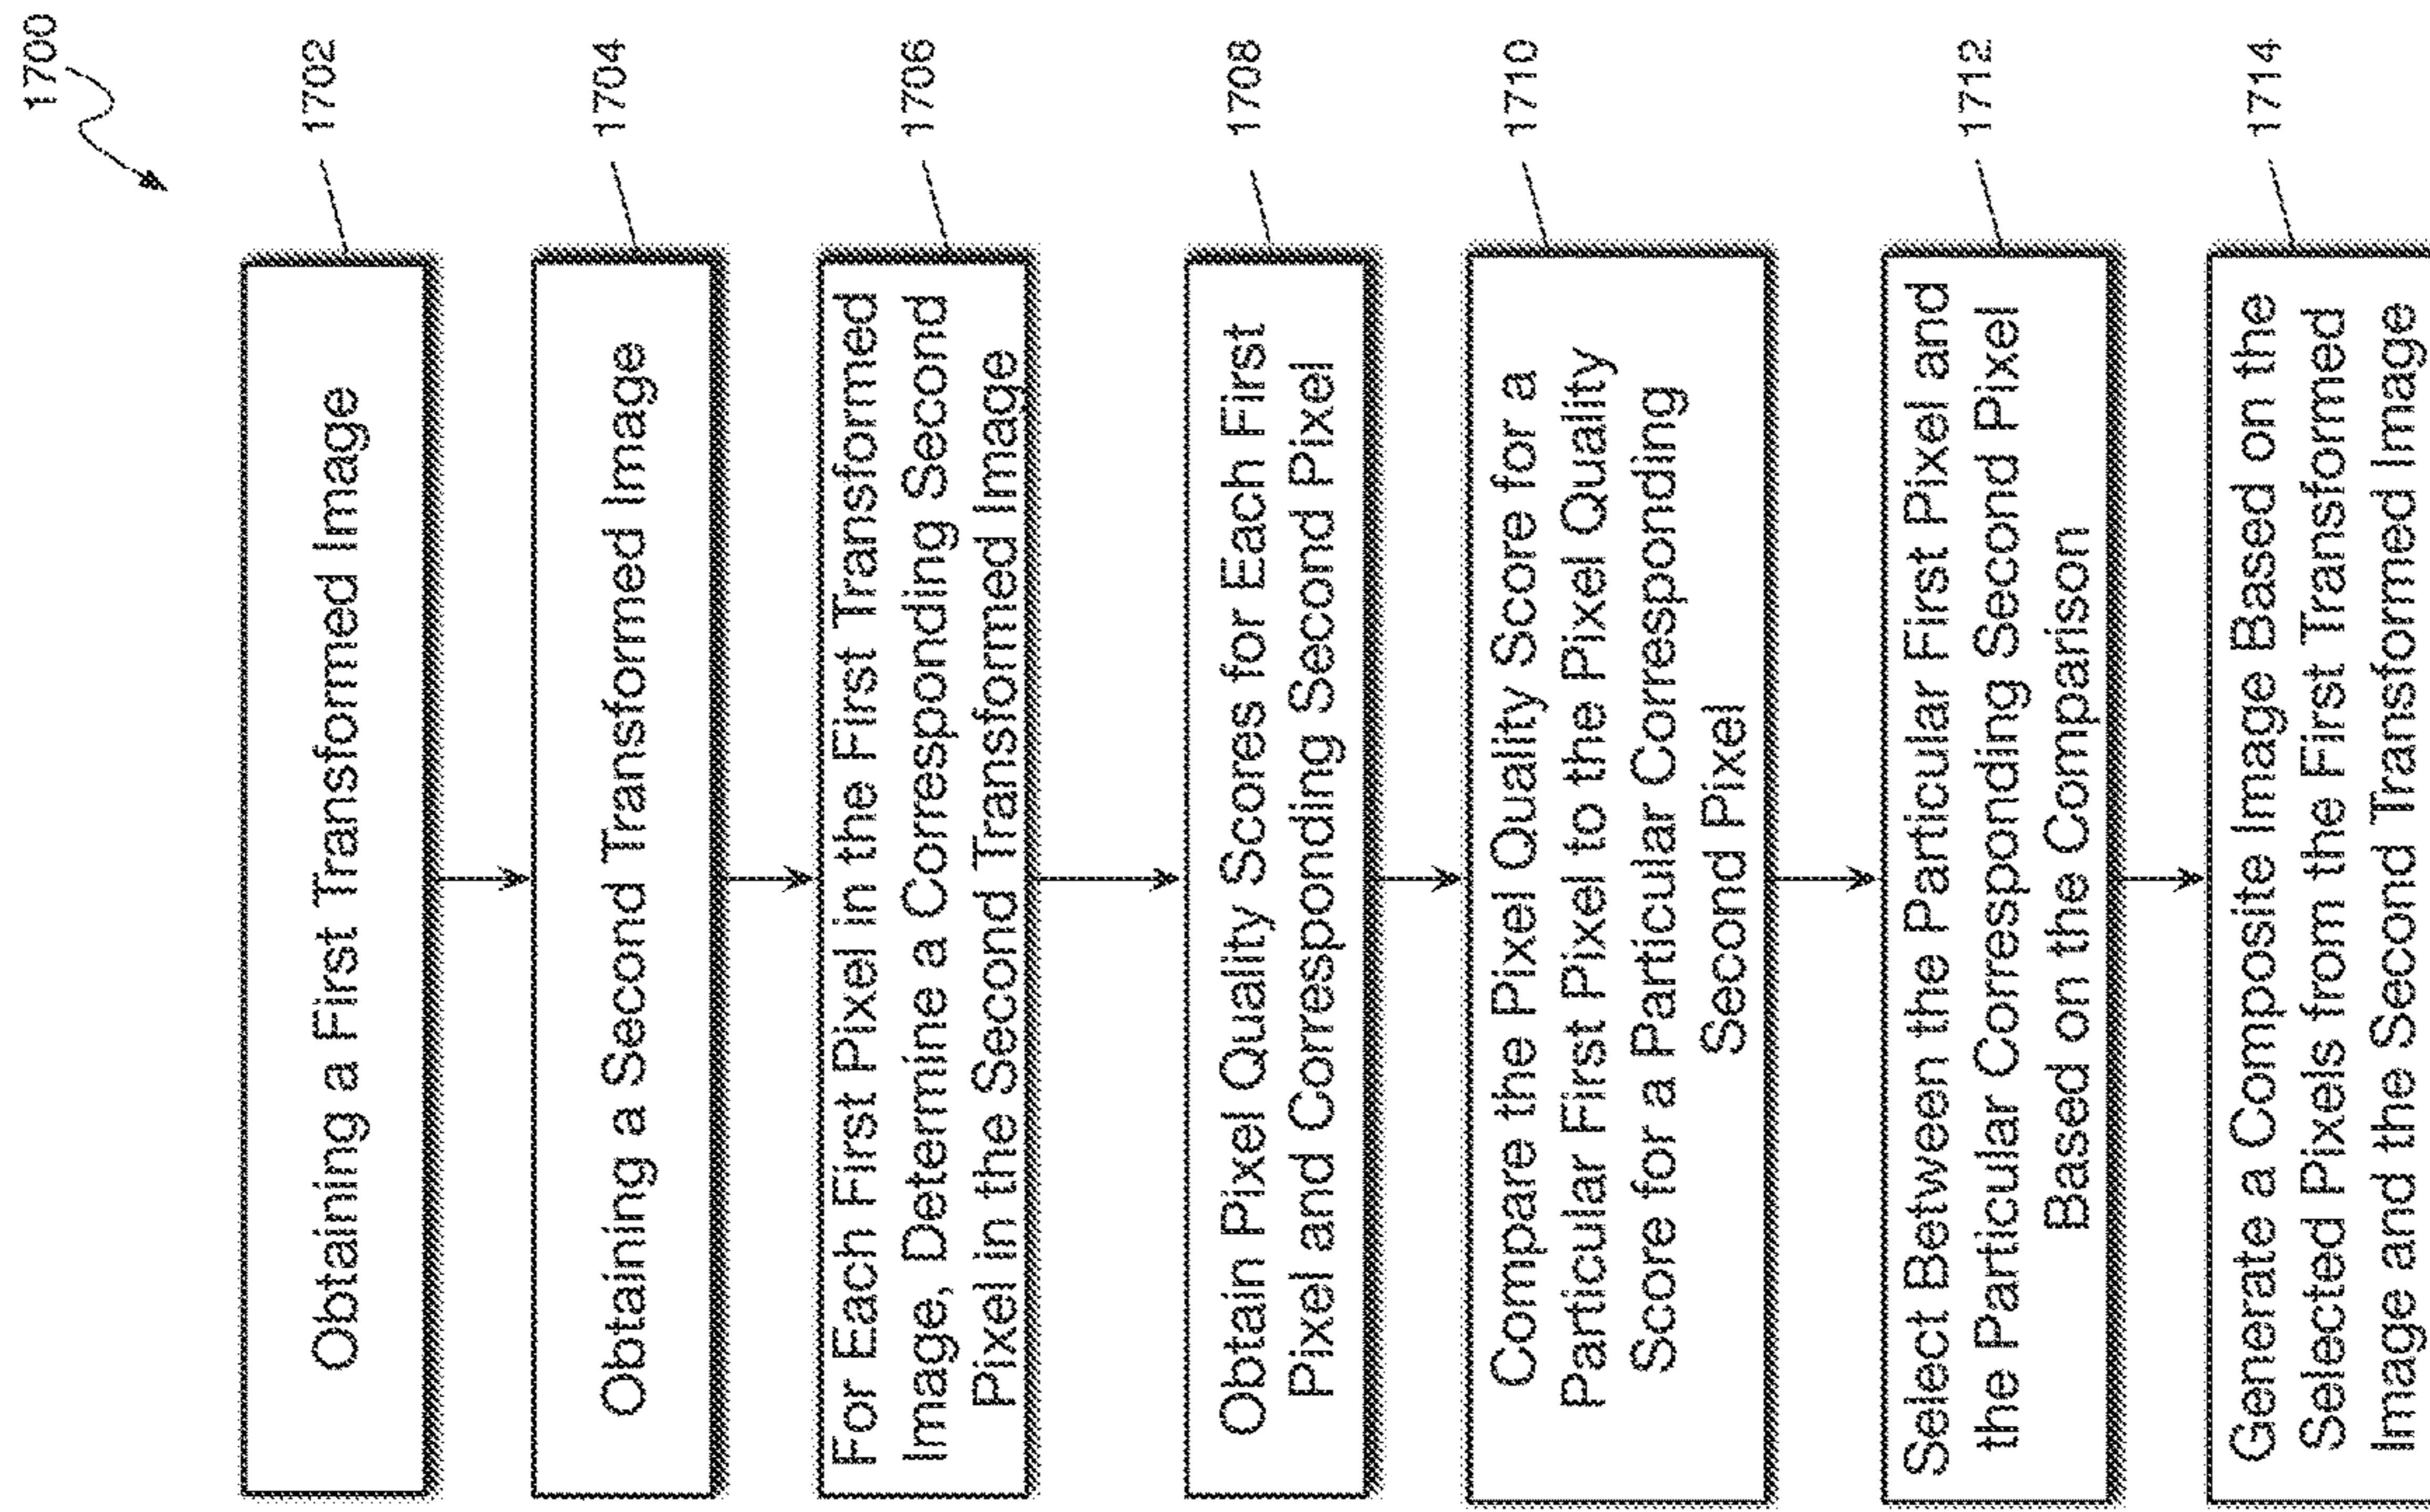 1700
1702
Obtaining a First Transformed Image
1704
Obtaining a Second Transformed Image
1706
For Each First Pixel in the First Transformed
Image, Determine a Corresponding Second
Pixel in the Second Transformed Image
1708
Obtain Pixel Quality Scores for Each First
Pixel and Corresponding Second Pixel
1710
Compare the Pixel Quality Score for a
Particular First Pixel to the Pixel Quality
Score for a Particular Corresponding
Second Pixel
1712
Select Between the Particular First Pixel and
the Particular Corresponding Second Pixel
Based on the Comparison
1714
Generate a Composite Image Based on the
Selected Pixels from the First Transformed
Image and the Second Transformed Image